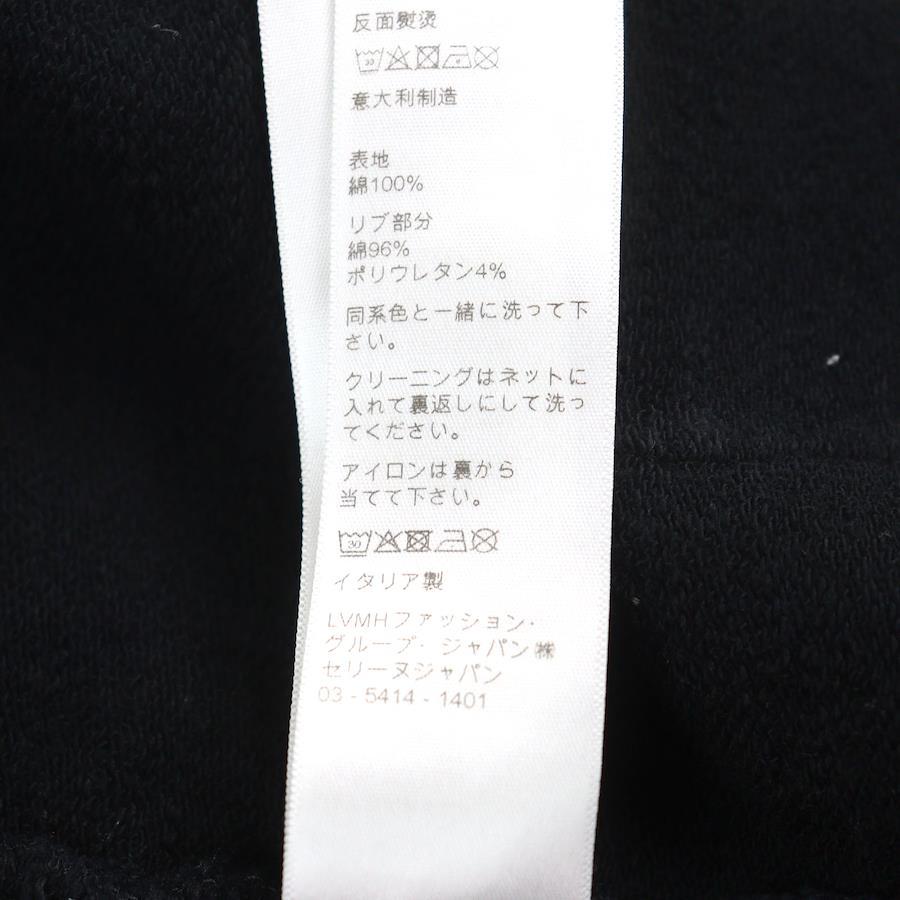 反面熨烫
30
意大利制造
表地
綿100%
リブ部分
綿96%
ポリウレタン4%
同系色と一緒に洗って下
さい。
クリーニングはネットに
入れて裏返しにして洗っ
てください。
アイロンは裏から
当てて下さい。
30
イタリア製
LVMHファッション・
グループ・ジャパン㈱
セリーヌジャパン
03 - 5414 - 1401